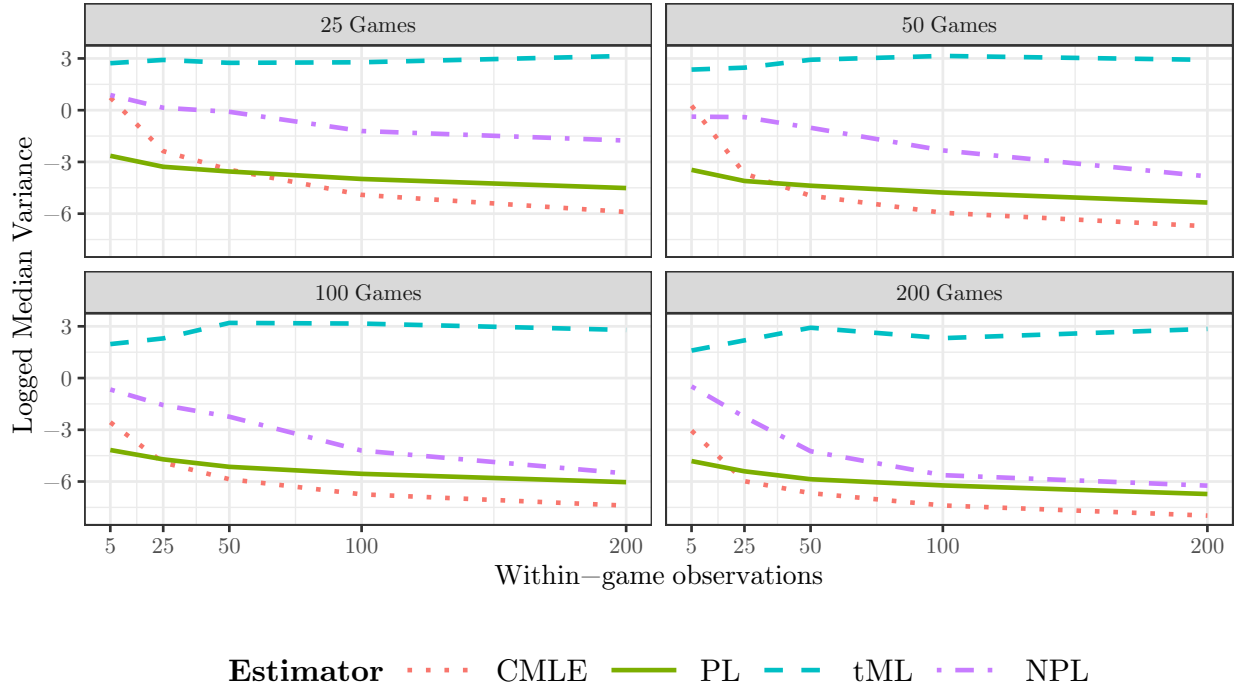 25 Games
50 Games
3
0
−3
−6
100 Games
200 Games
3
0
−3
−6
Logged Median Variance
5 25 50 100 200
5 25 50 100 200
Within−game observations
Estimator CMLE PL tML NPL